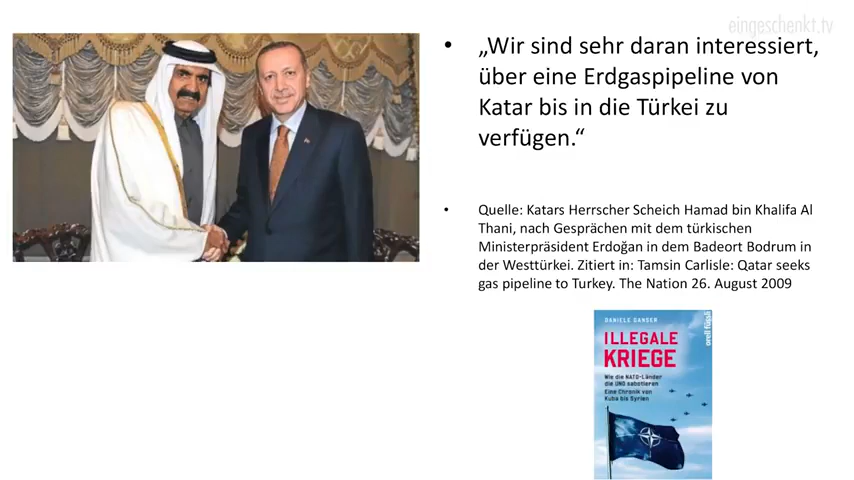 eingeschenkt.tv
„Wir sind sehr daran interessiert,
über eine Erdgaspipeline von
Katar bis in die Türkei zu
verfügen.“
Quelle: Katars Herrscher Scheich Hamad bin Khalifa Al
Thani, nach Gesprächen mit dem türkischen
Ministerpräsident Erdoğan in dem Badeort Bodrum in
der Westtürkei. Zitiert in: Tamsin Carlisle: Qatar seeks
gas pipeline to Turkey. The Nation 26. August 2009
DANIELE GANSER
orell füssli
ILLEGALE
KRIEGE
Wie die NATO-Länder
die UNO sabotieren
Eine Chronik von
Kuba bis Syrien